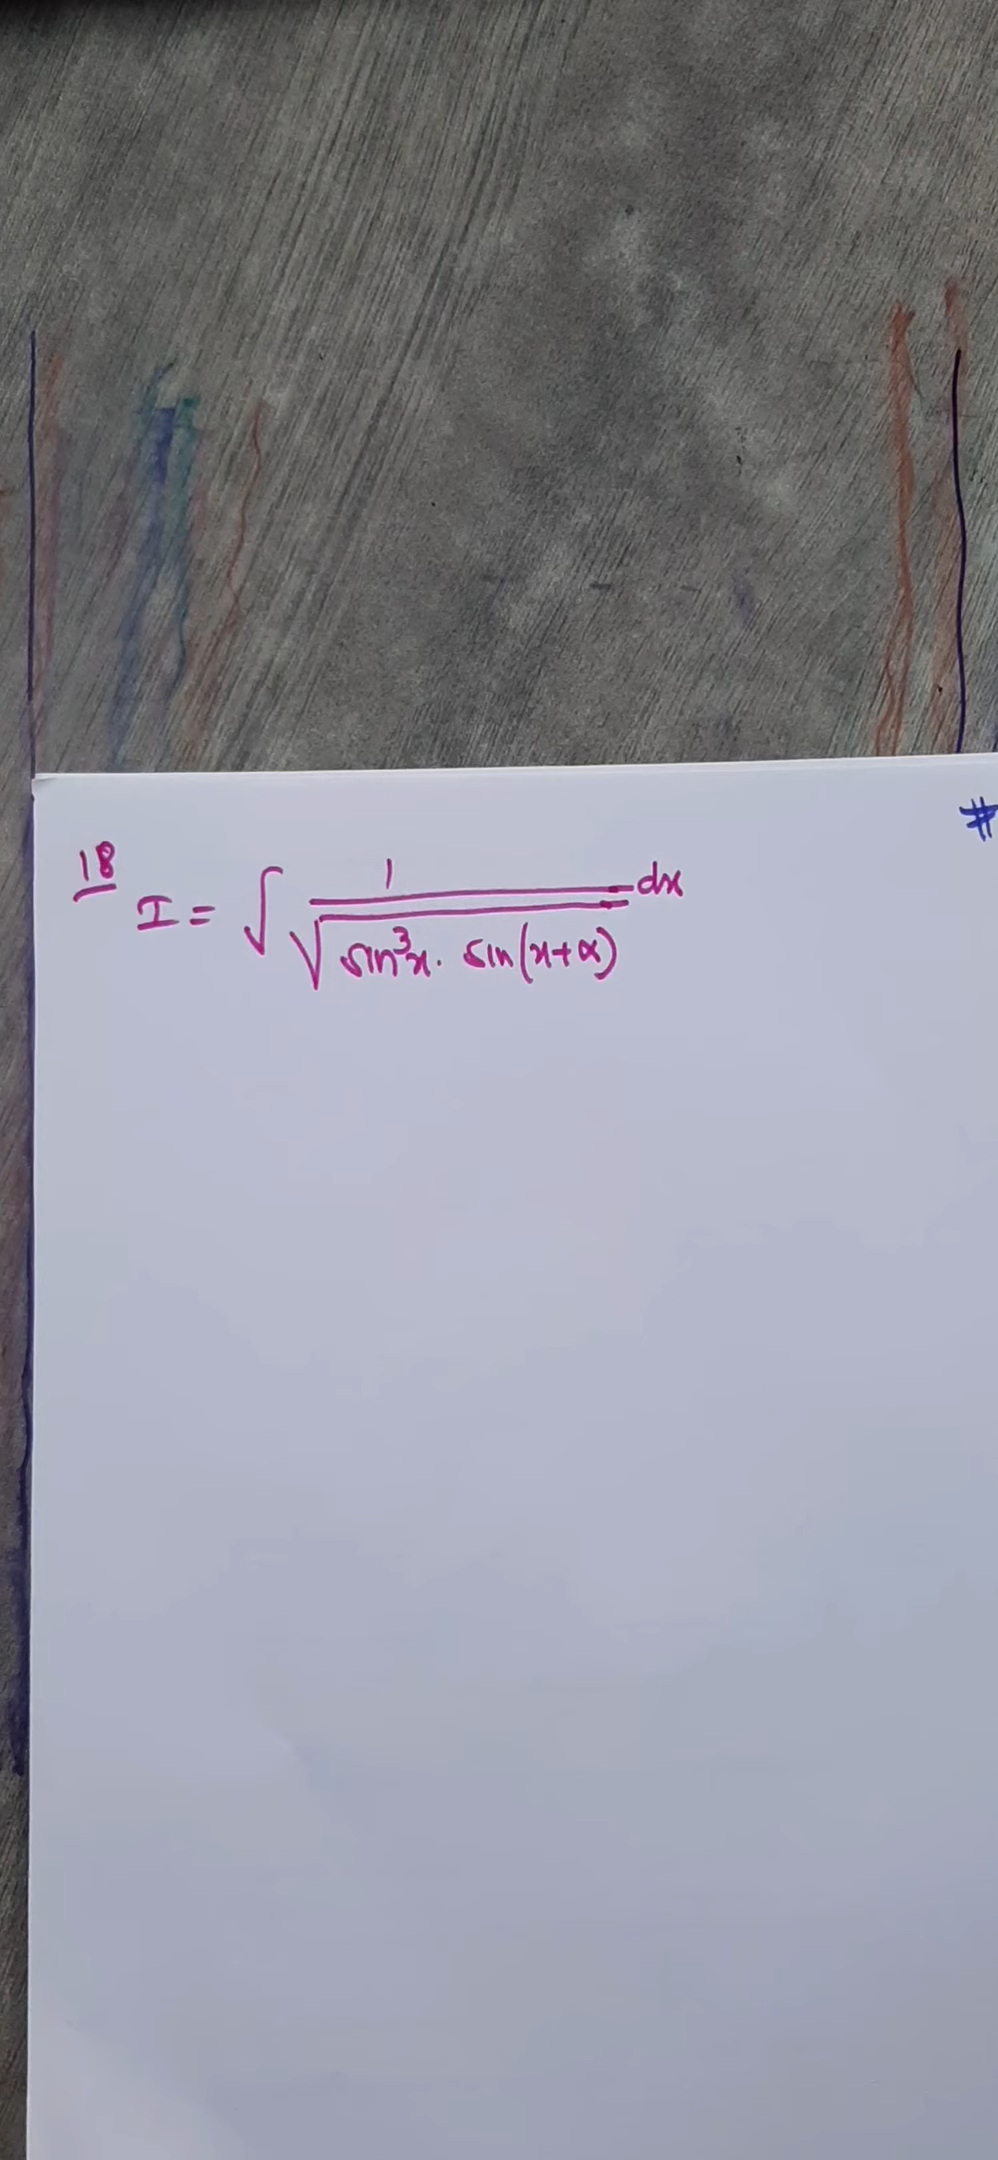 #
18
I = ∫ 1/√(sin³x · sin(x+α)) dx